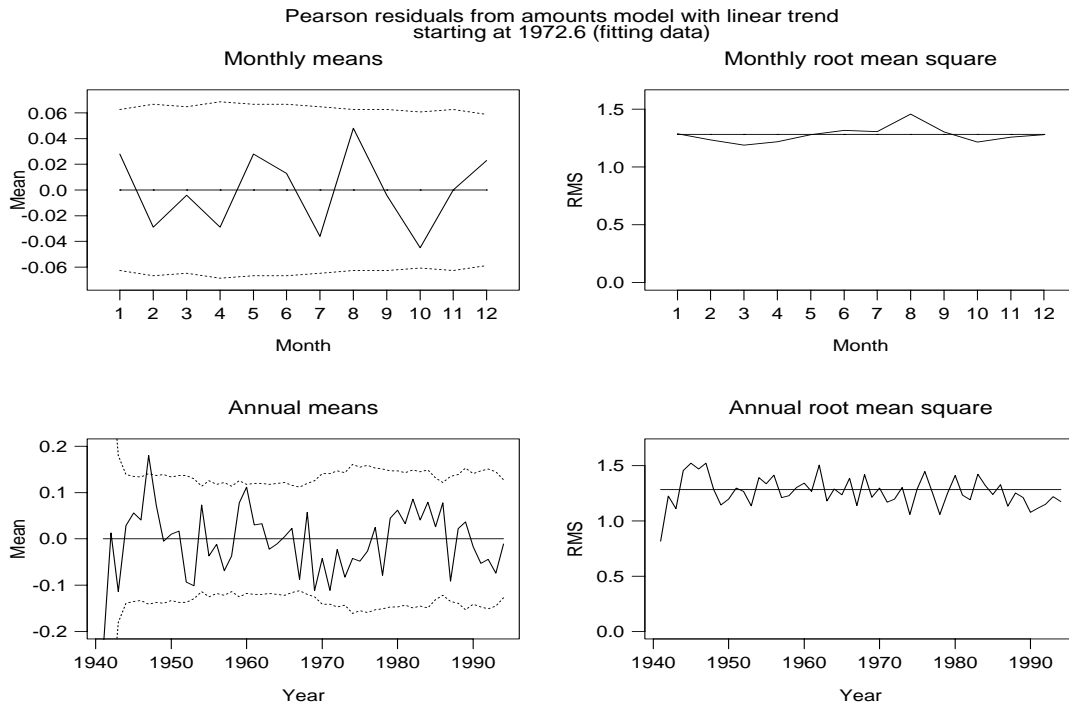 Pearson residuals from amounts model with linear trend
starting at 1972.6 (fitting data)
Monthly means
0.06
0.04
0.02
0.0
-0.02
-0.04
-0.06
Mean
1 2 3 4 5 6 7 8 9 10 11 12
Month
Monthly root mean square
1.5
1.0
0.5
0.0
RMS
1 2 3 4 5 6 7 8 9 10 11 12
Month
Annual means
0.2
0.1
0.0
-0.1
-0.2
Mean
1940 1950 1960 1970 1980 1990
Year
Annual root mean square
1.5
1.0
0.5
0.0
RMS
1940 1950 1960 1970 1980 1990
Year